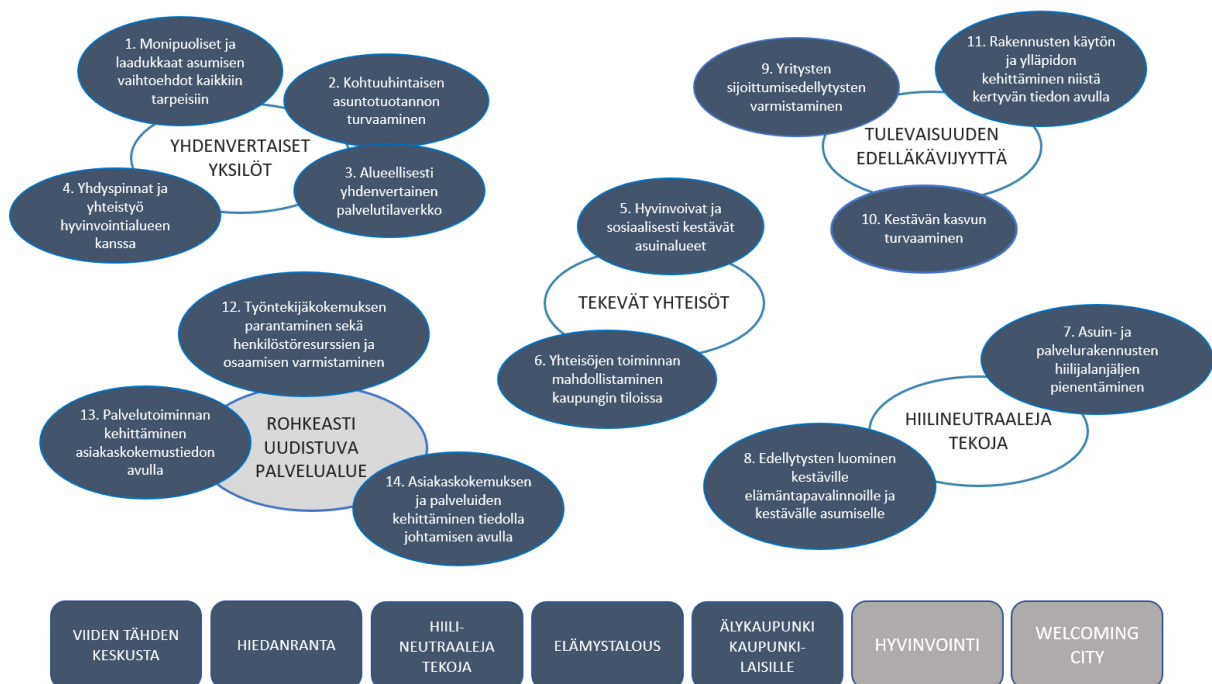 1. Monipuoliset ja
laadukkaat asumisen
vaihtoehdot kaikkiin
tarpeisiin
2. Kohtuuhintaisen
asuntotuotannon
turvaaminen
YHDENVERTAISET
YKSILÖT
3. Alueellisesti
yhdenvertainen
palvelutilaverkko
4. Yhdyspinnat ja
yhteistyö
hyvinvointialueen
kanssa
9. Yritysten
sijoittumisedellytysten
varmistaminen
11. Rakennusten käytön
ja ylläpidon
kehittäminen niistä
kertyvän tiedon avulla
TULEVAISUUDEN
EDELLÄKÄVIJYYTTÄ
10. Kestävän kasvun
turvaaminen
5. Hyvinvoivat ja
sosiaalisesti kestävät
asuinalueet
TEKEVÄT YHTEISÖT
6. Yhteisöjen toiminnan
mahdollistaminen
kaupungin tiloissa
12. Työntekijäkokemuksen
parantaminen sekä
henkilöstöresurssien ja
osaamisen varmistaminen
13. Palvelutoiminnan
kehittäminen
asiakaskokemustiedon
avulla
ROHKEASTI
UUDISTUVA
PALVELUALUE
14. Asiakaskokemuksen
ja palveluiden
kehittäminen tiedolla
johtamisen avulla
7. Asuin- ja
palvelurakennusten
hiilijalanjäljen
pienentäminen
HIILINEUTRAALEJA
TEKOJA
8. Edellytysten luominen
kestäville
elämäntapavalinnoille ja
kestävälle asumiselle
VIIDEN TÄHDEN
KESKUSTA
HIEDANRANTA
HIILI-
NEUTRAALEJA
TEKOJA
ELÄMYSTALOUS
ÄLYKAUPUNKI
KAUPUNKI-
LAISILLE
HYVINVOINTI
WELCOMING
CITY